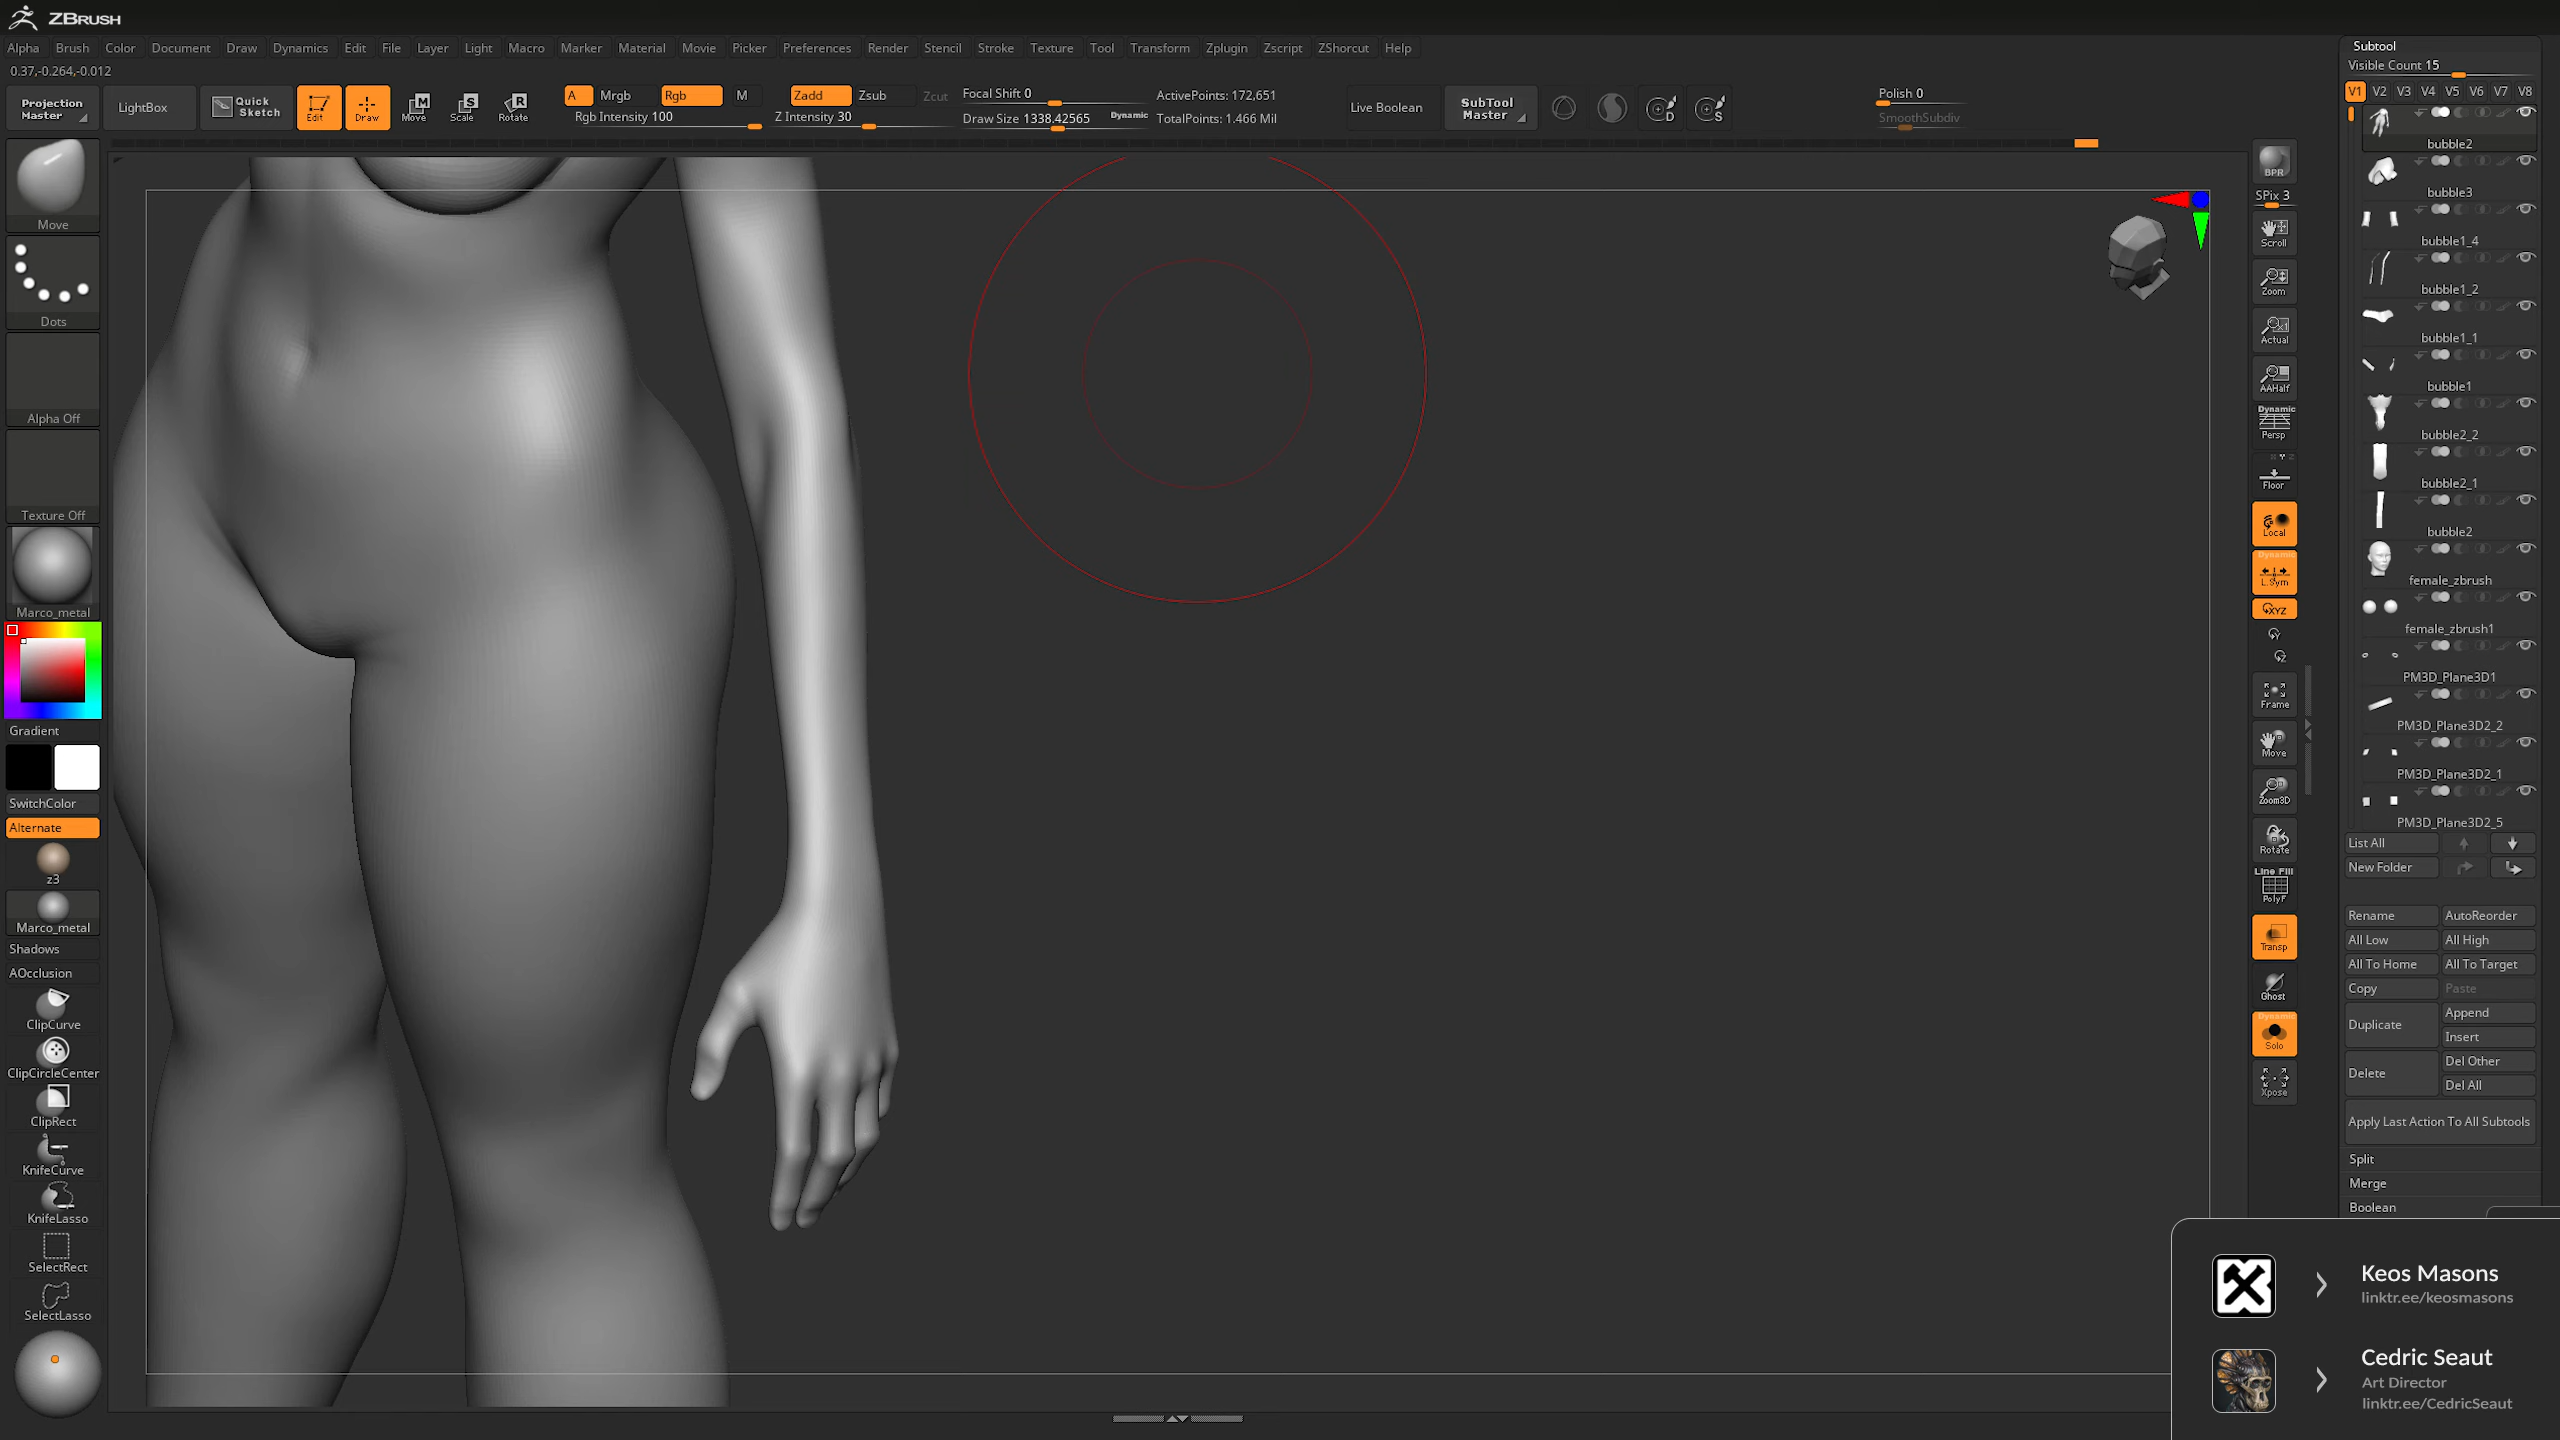 ZBRUSH
Alpha Brush Color Document Draw Dynamics Edit File Layer Light Macro Marker Material Movie Picker Preferences Render Stencil Stroke Texture Tool Transform Zplugin Zscript ZShorcut Help
0.37,-0.264,-0.012
Projection Master
LightBox
Quick Sketch
Edit
Draw
Move
Scale
Rotate
A Mrgb Rgb M
Rgb Intensity 100
Zadd Zsub Zcut
Z Intensity 30
Focal Shift 0
Draw Size 1338.42565
Dynamic
ActivePoints: 172,651
TotalPoints: 1.466 Mil
Live Boolean
SubTool Master
Polish 0
SmoothSubdiv
Move
Dots
Alpha Off
Texture Off
Marco_metal
Gradient
SwitchColor
Alternate
z3
Marco_metal
Shadows
AOcclusion
ClipCurve
ClipCircleCenter
ClipRect
KnifeCurve
KnifeLasso
SelectRect
SelectLasso
BPR
SPix 3
Scroll
Zoom
Actual
AAHalf
Dynamic
Persp
Floor
Local
Dynamic
L.Sym
XYZ
Frame
Move
Zoom3D
Rotate
Line Fill
PolyF
Transp
Ghost
Dynamic
Solo
Xpose
Subtool
Visible Count 15
V1 V2 V3 V4 V5 V6 V7 V8
bubble2
bubble3
bubble1_4
bubble1_2
bubble1_1
bubble1
bubble2_2
bubble2_1
bubble2
female_zbrush
female_zbrush1
PM3D_Plane3D1
PM3D_Plane3D2_2
PM3D_Plane3D2_1
PM3D_Plane3D2_5
List All
New Folder
Rename AutoReorder
All Low All High
All To Home All To Target
Copy Paste
Duplicate Append
Insert
Delete Del Other
Del All
Apply Last Action To All Subtools
Split
Merge
Boolean
Keos Masons
linktr.ee/keosmasons
Cedric Seaut
Art Director
linktr.ee/CedricSeaut